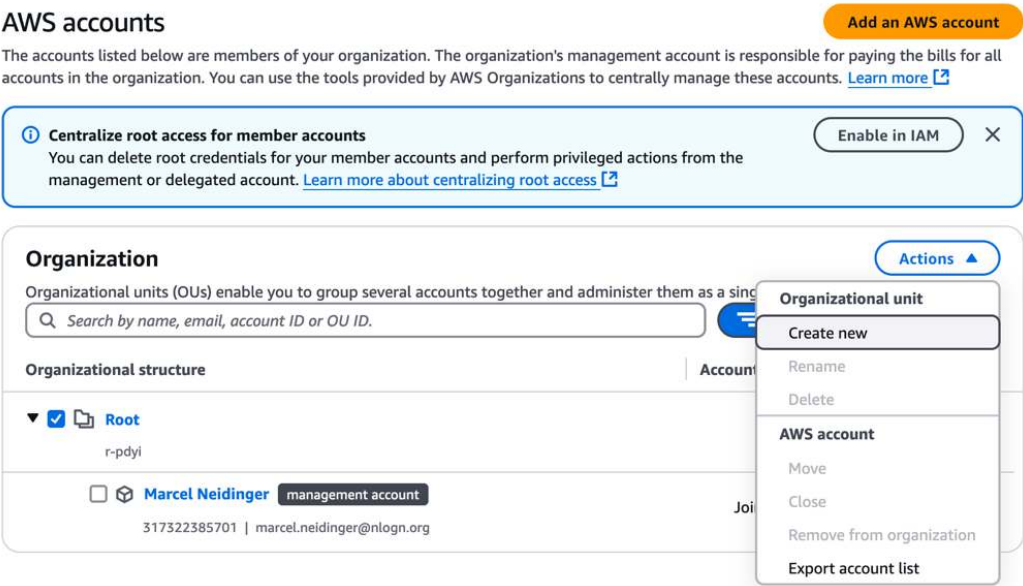 AWS accounts
Add an AWS account
The accounts listed below are members of your organization. The organization's management account is responsible for paying the bills for all
accounts in the organization. You can use the tools provided by AWS Organizations to centrally manage these accounts. Learn more
Centralize root access for member accounts
Enable in IAM
You can delete root credentials for your member accounts and perform privileged actions from the
management or delegated account. Learn more about centralizing root access
Organization
Actions
Organizational units (OUs) enable you to group several accounts together and administer them as a sing
Search by name, email, account ID or OU ID.
Organizational structure
Account
Root
r-pdyi
Marcel Neidinger management account
317322385701 | marcel.neidinger@nlogn.org
Joi
Organizational unit
Create new
Rename
Delete
AWS account
Move
Close
Remove from organization
Export account list